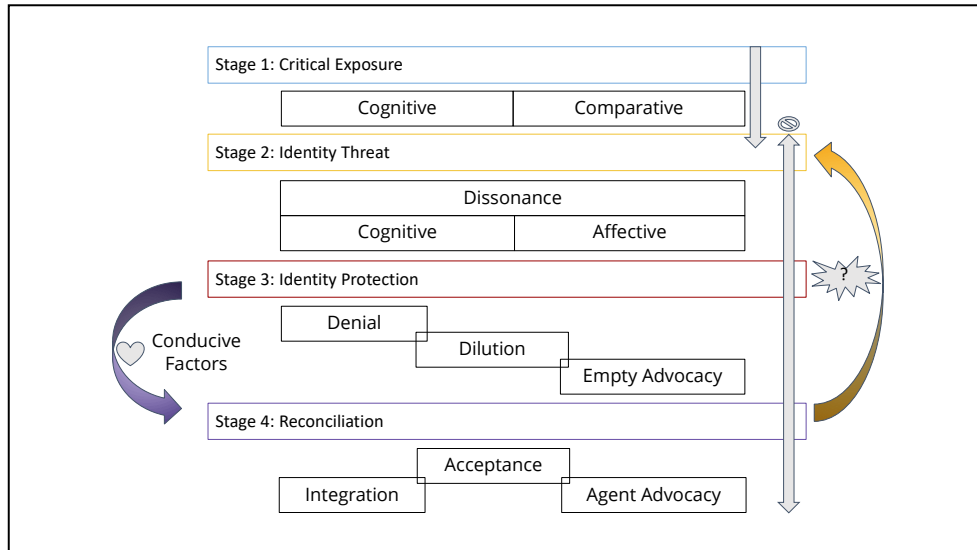 Stage 1: Critical Exposure
Cognitive
Comparative
Stage 2: Identity Threat
Dissonance
Cognitive
Affective
Stage 3: Identity Protection
?
Denial
Conducive
Factors
Dilution
Empty Advocacy
Stage 4: Reconciliation
Acceptance
Integration
Agent Advocacy